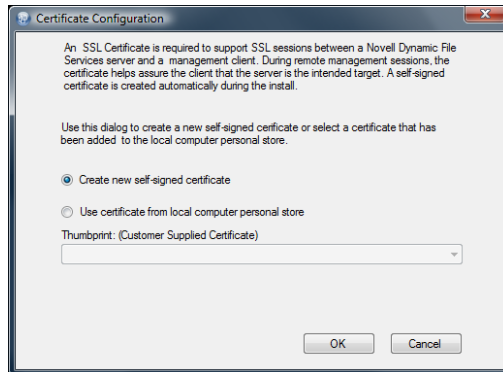 Certificate Configuration
An SSL Certificate is required to support SSL sessions between a Novell Dynamic File
Services server and a management client. During remote management sessions, the
certificate helps assure the client that the server is the intended target. A self-signed
certificate is created automatically during the install.
Use this dialog to create a new self-signed cerificate or select a certificate that has
been added to the local computer personal store.
Create new self-signed certificate
Use certificate from local computer personal store
Thumbprint: (Customer Supplied Certificate)
OK
Cancel